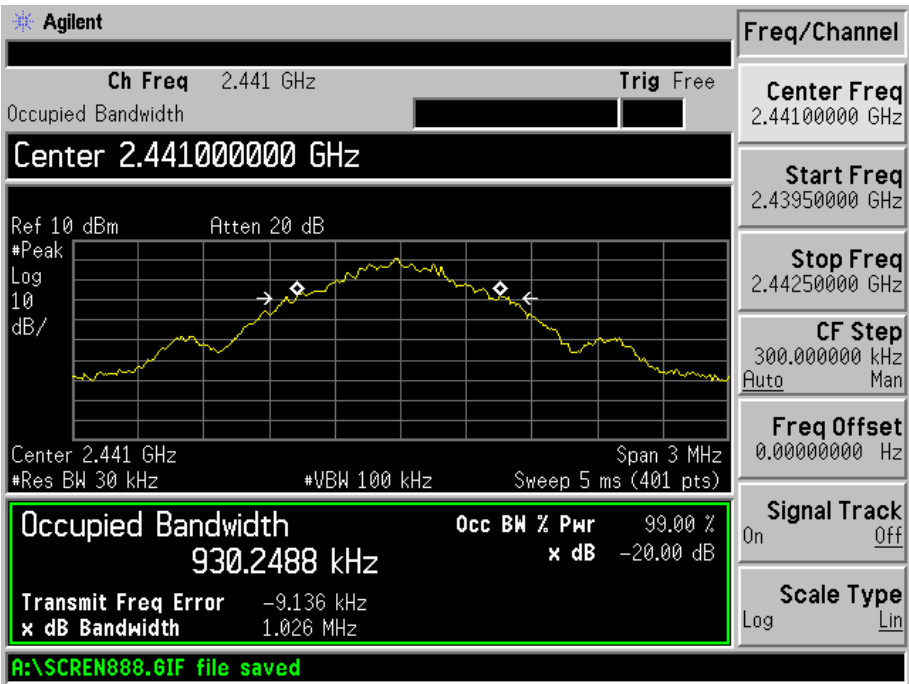 Agilent
Freq/Channel
Ch Freq 2.441 GHz Trig Free
Occupied Bandwidth
Center 2.441000000 GHz
Ref 10 dBm Atten 20 dB
#Peak
Log
10
dB/
Center 2.441 GHz Span 3 MHz
#Res BW 30 kHz #VBW 100 kHz Sweep 5 ms (401 pts)
Occupied Bandwidth Occ BW % Pwr 99.00 %
930.2488 kHz x dB -20.00 dB
Transmit Freq Error -9.136 kHz
x dB Bandwidth 1.026 MHz
A:\SCREN888.GIF file saved
Center Freq
2.44100000 GHz
Start Freq
2.43950000 GHz
Stop Freq
2.44250000 GHz
CF Step
300.000000 kHz
Auto Man
Freq Offset
0.00000000 Hz
Signal Track
On Off
Scale Type
Log Lin